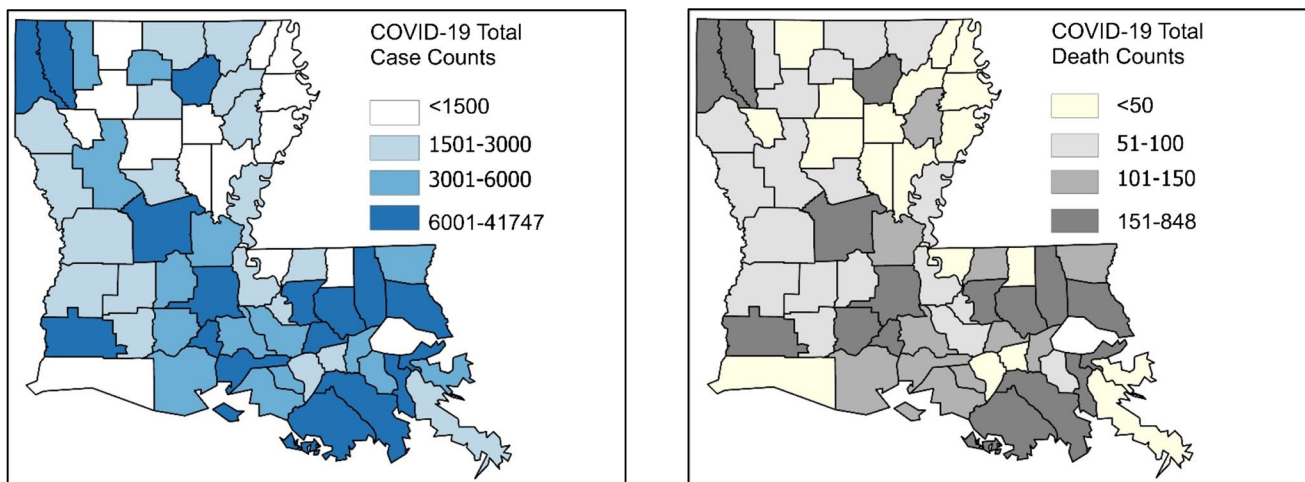 COVID-19 Total
Case Counts
<1500
1501-3000
3001-6000
6001-41747
COVID-19 Total
Death Counts
<50
51-100
101-150
151-848